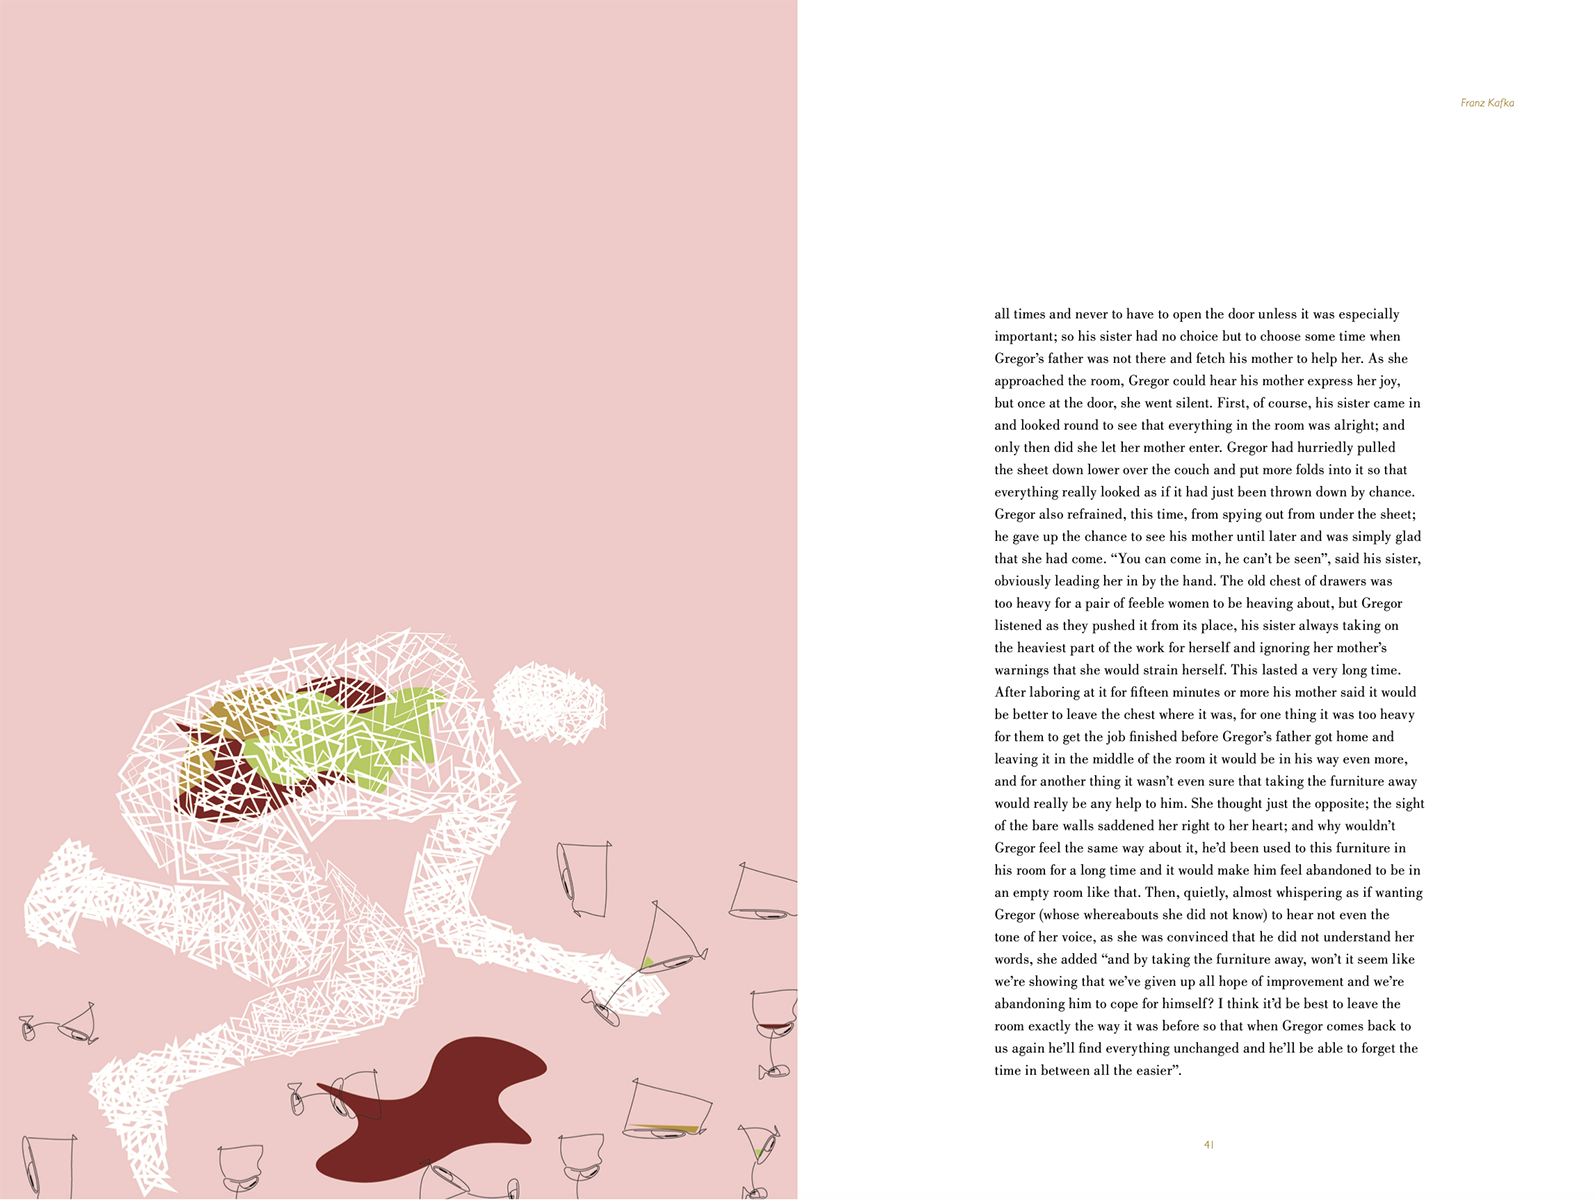 Franz Kafka
all times and never to have to open the door unless it was especially
important; so his sister had no choice but to choose some time when
Gregor’s father was not there and fetch his mother to help her. As she
approached the room, Gregor could hear his mother express her joy,
but once at the door, she went silent. First, of course, his sister came in
and looked round to see that everything in the room was alright; and
only then did she let her mother enter. Gregor had hurriedly pulled
the sheet down lower over the couch and put more folds into it so that
everything really looked as if it had just been thrown down by chance.
Gregor also refrained, this time, from spying out from under the sheet;
he gave up the chance to see his mother until later and was simply glad
that she had come. “You can come in, he can’t be seen”, said his sister,
obviously leading her in by the hand. The old chest of drawers was
too heavy for a pair of feeble women to be heaving about, but Gregor
listened as they pushed it from its place, his sister always taking on
the heaviest part of the work for herself and ignoring her mother’s
warnings that she would strain herself. This lasted a very long time.
After laboring at it for fifteen minutes or more his mother said it would
be better to leave the chest where it was, for one thing it was too heavy
for them to get the job finished before Gregor’s father got home and
leaving it in the middle of the room it would be in his way even more,
and for another thing it wasn’t even sure that taking the furniture away
would really be any help to him. She thought just the opposite; the sight
of the bare walls saddened her right to her heart; and why wouldn’t
Gregor feel the same way about it, he’d been used to this furniture in
his room for a long time and it would make him feel abandoned to be in
an empty room like that. Then, quietly, almost whispering as if wanting
Gregor (whose whereabouts she did not know) to hear not even the
tone of her voice, as she was convinced that he did not understand her
words, she added “and by taking the furniture away, won’t it seem like
we’re showing that we’ve given up all hope of improvement and we’re
abandoning him to cope for himself? I think it’d be best to leave the
room exactly the way it was before so that when Gregor comes back to
us again he’ll find everything unchanged and he’ll be able to forget the
time in between all the easier”.
41